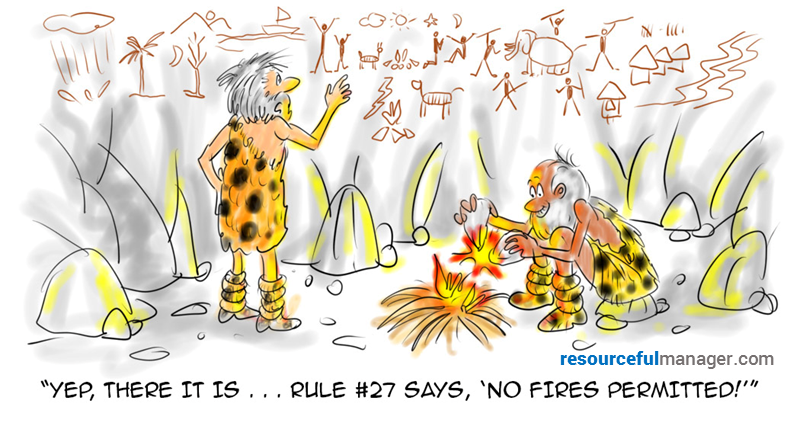 resourcefulmanager.com
“YEP, THERE IT IS . . . RULE #27 SAYS, ‘NO FIRES PERMITTED!’”